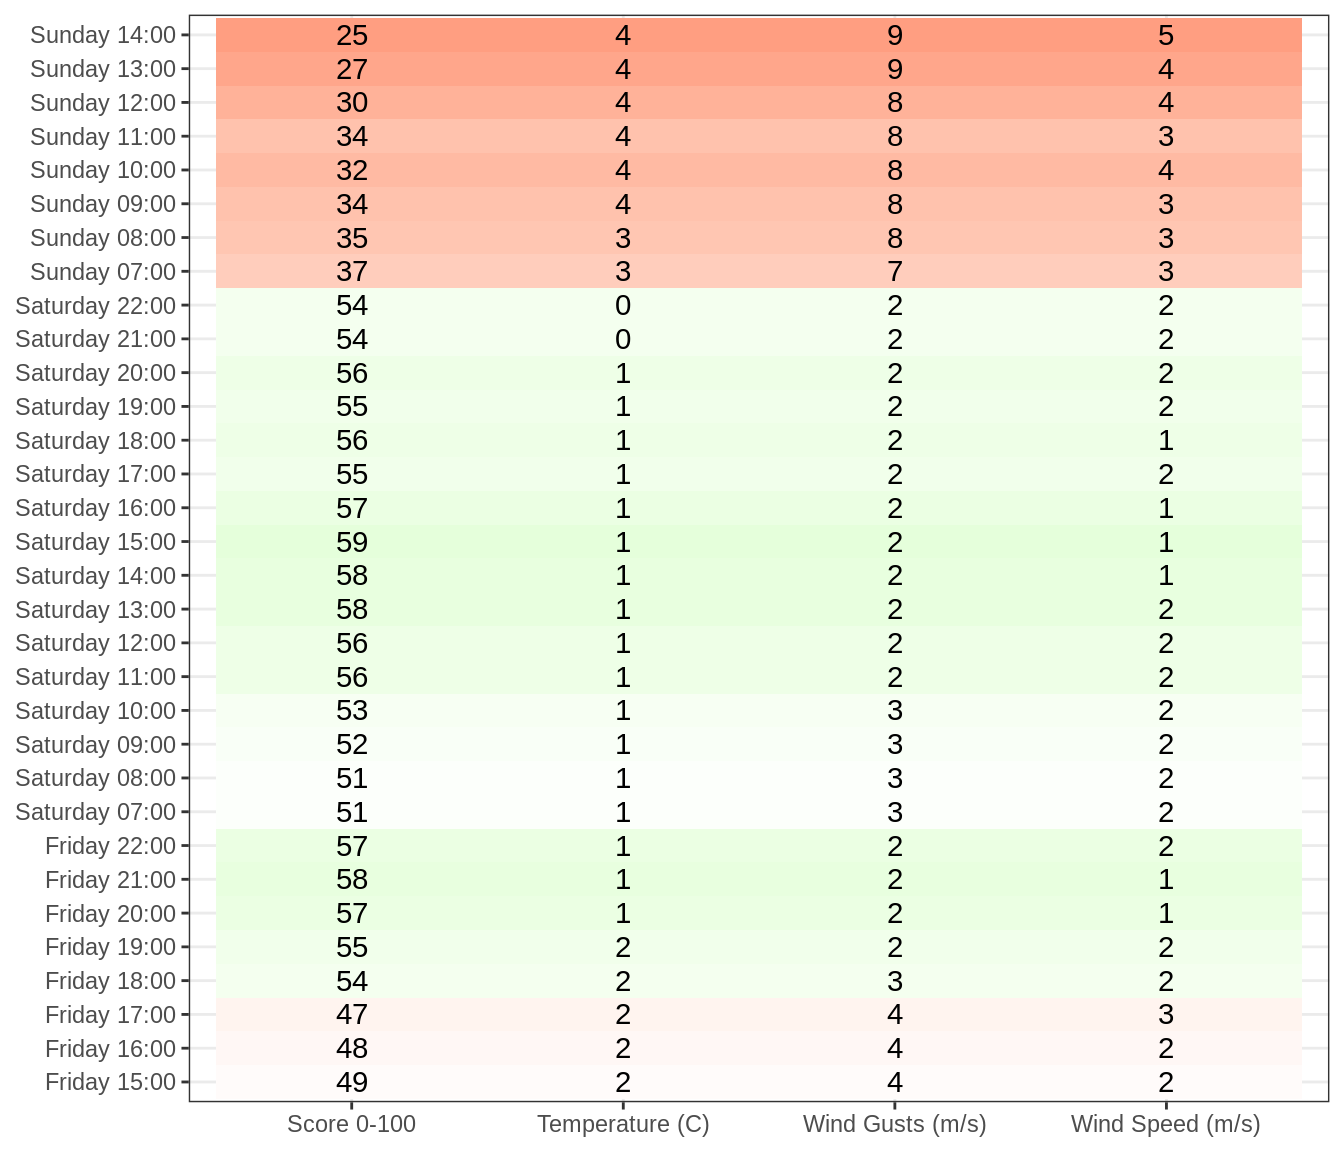 Sunday 14:00 25 4 9 5
Sunday 13:00 27 4 9 4
Sunday 12:00 30 4 8 4
Sunday 11:00 34 4 8 3
Sunday 10:00 32 4 8 4
Sunday 09:00 34 4 8 3
Sunday 08:00 35 3 8 3
Sunday 07:00 37 3 7 3
Saturday 22:00 54 0 2 2
Saturday 21:00 54 0 2 2
Saturday 20:00 56 1 2 2
Saturday 19:00 55 1 2 2
Saturday 18:00 56 1 2 1
Saturday 17:00 55 1 2 2
Saturday 16:00 57 1 2 1
Saturday 15:00 59 1 2 1
Saturday 14:00 58 1 2 1
Saturday 13:00 58 1 2 2
Saturday 12:00 56 1 2 2
Saturday 11:00 56 1 2 2
Saturday 10:00 53 1 3 2
Saturday 09:00 52 1 3 2
Saturday 08:00 51 1 3 2
Saturday 07:00 51 1 3 2
Friday 22:00 57 1 2 2
Friday 21:00 58 1 2 1
Friday 20:00 57 1 2 1
Friday 19:00 55 2 2 2
Friday 18:00 54 2 3 2
Friday 17:00 47 2 4 3
Friday 16:00 48 2 4 2
Friday 15:00 49 2 4 2
Score 0-100 Temperature (C) Wind Gusts (m/s) Wind Speed (m/s)